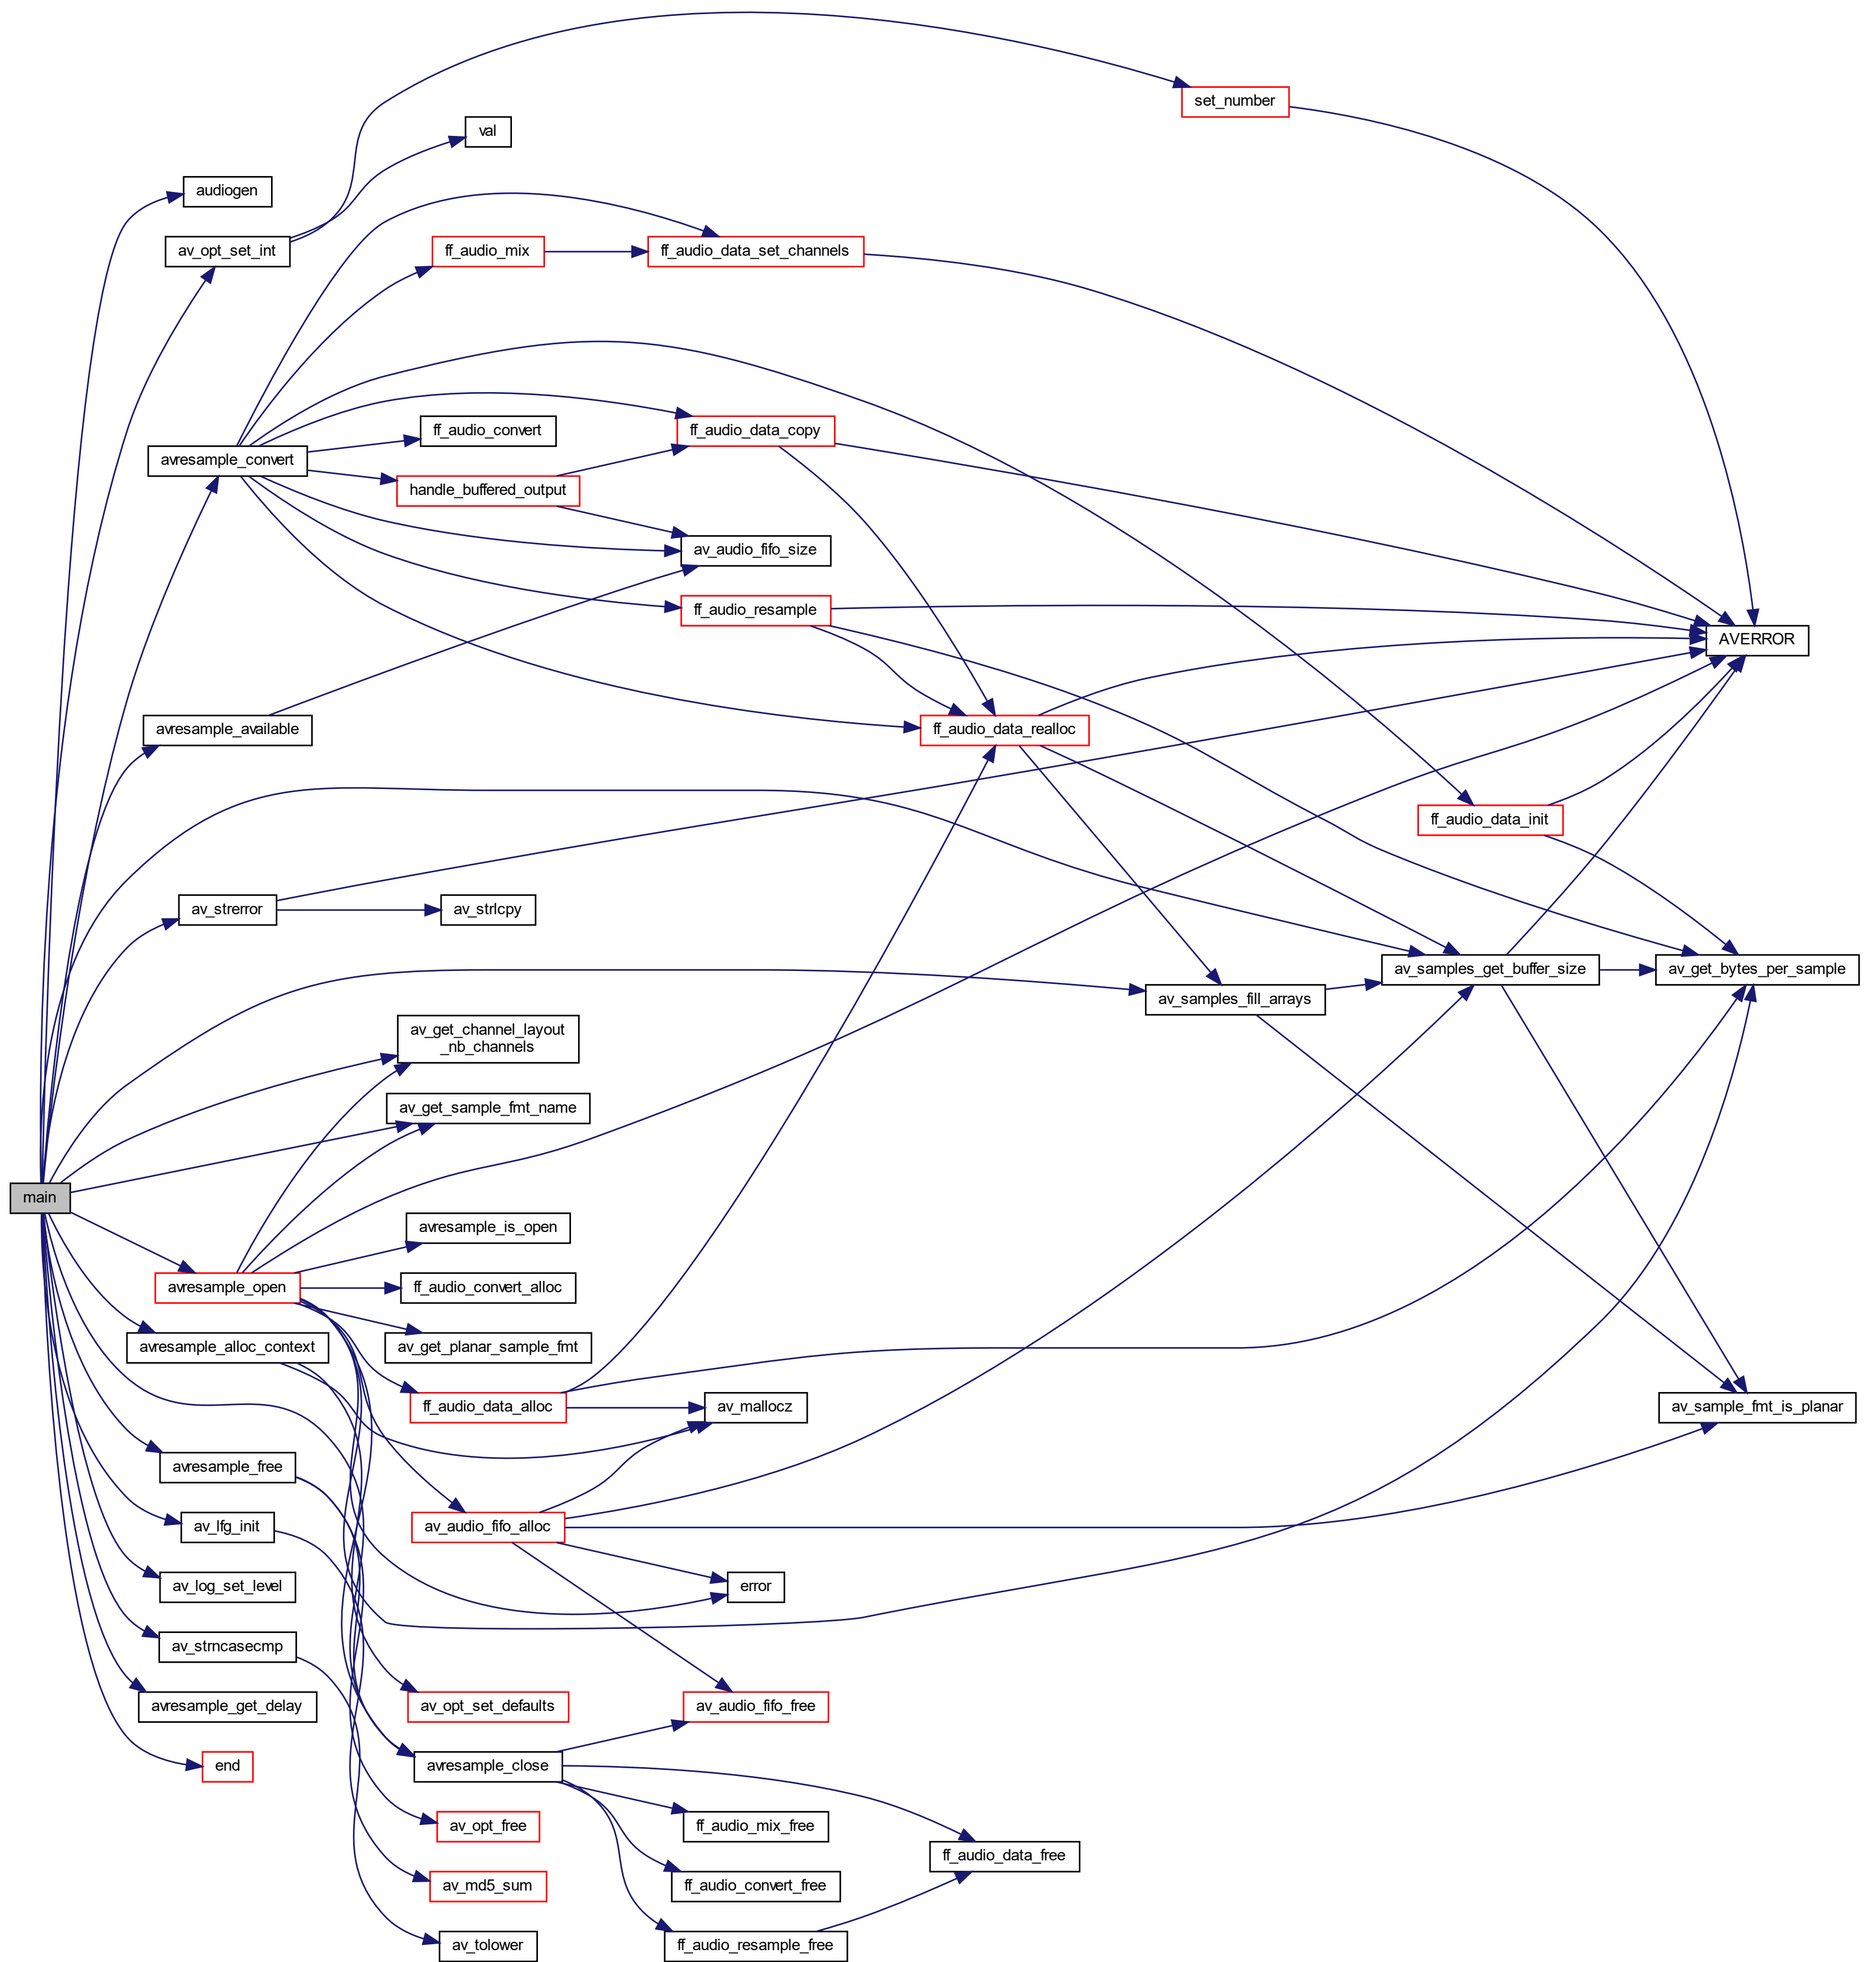 set_number
val
audiogen
av_opt_set_int
ff_audio_mix
ff_audio_data_set_channels
avresample_convert
ff_audio_convert
ff_audio_data_copy
handle_buffered_output
av_audio_fifo_size
ff_audio_resample
AVERROR
avresample_available
ff_audio_data_realloc
ff_audio_data_init
av_strerror
av_strlcpy
av_samples_get_buffer_size
av_get_bytes_per_sample
av_samples_fill_arrays
av_get_channel_layout
_nb_channels
av_get_sample_fmt_name
main
avresample_is_open
avresample_open
ff_audio_convert_alloc
avresample_alloc_context
av_get_planar_sample_fmt
ff_audio_data_alloc
av_mallocz
av_sample_fmt_is_planar
avresample_free
av_lfg_init
av_audio_fifo_alloc
av_log_set_level
error
av_strncasecmp
avresample_get_delay
av_opt_set_defaults
av_audio_fifo_free
end
avresample_close
av_opt_free
ff_audio_mix_free
ff_audio_data_free
av_md5_sum
ff_audio_convert_free
av_tolower
ff_audio_resample_free